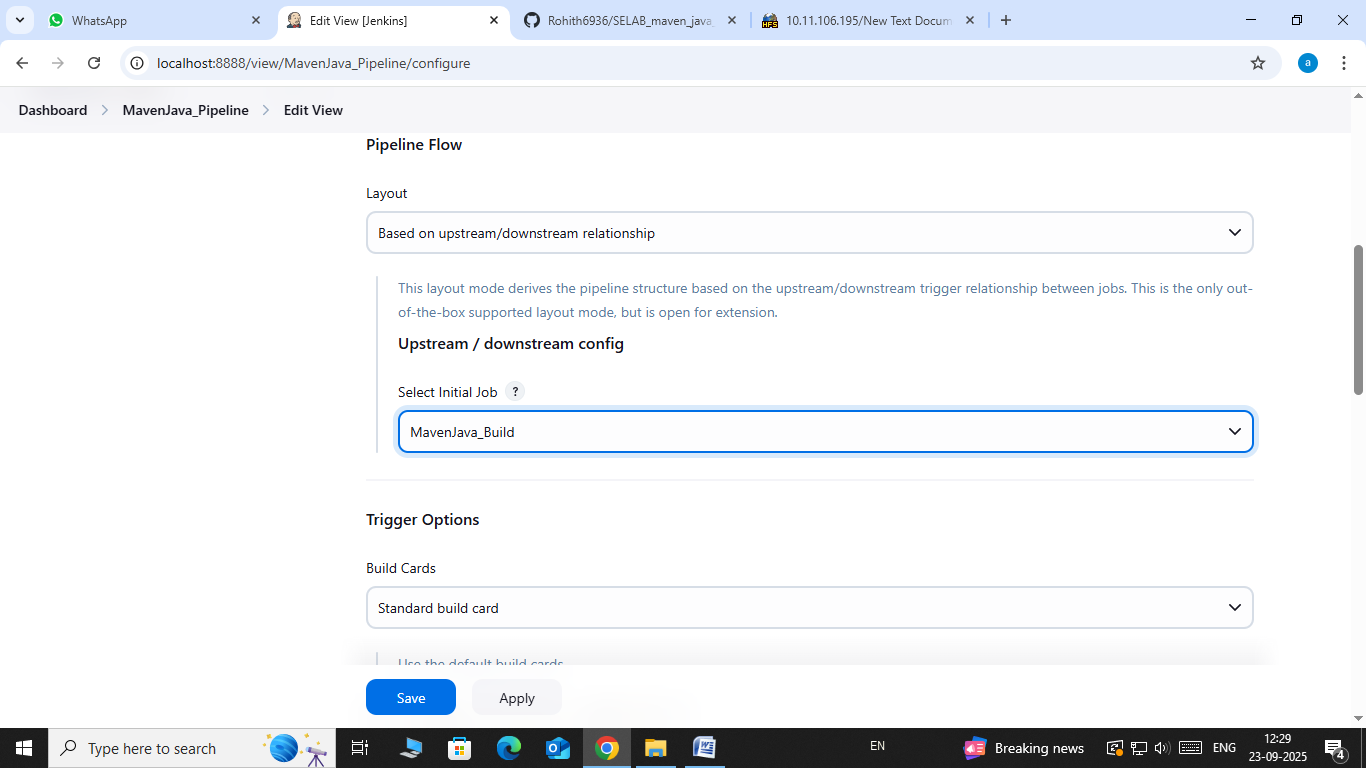 WhatsApp
Edit View [Jenkins]
Rohith6936/SELAB_maven_java_
HFS
10.11.106.195/New Text Docum
localhost:8888/view/MavenJava_Pipeline/configure
a
Dashboard
MavenJava_Pipeline
Edit View
Pipeline Flow
Layout
Based on upstream/downstream relationship
This layout mode derives the pipeline structure based on the upstream/downstream trigger relationship between jobs. This is the only out-
of-the-box supported layout mode, but is open for extension.
Upstream / downstream config
Select Initial Job ?
MavenJava_Build
Trigger Options
Build Cards
Standard build card
Use the default build cards
Save
Apply
Type here to search
EN
Breaking news
ENG
12:29
23-09-2025
4